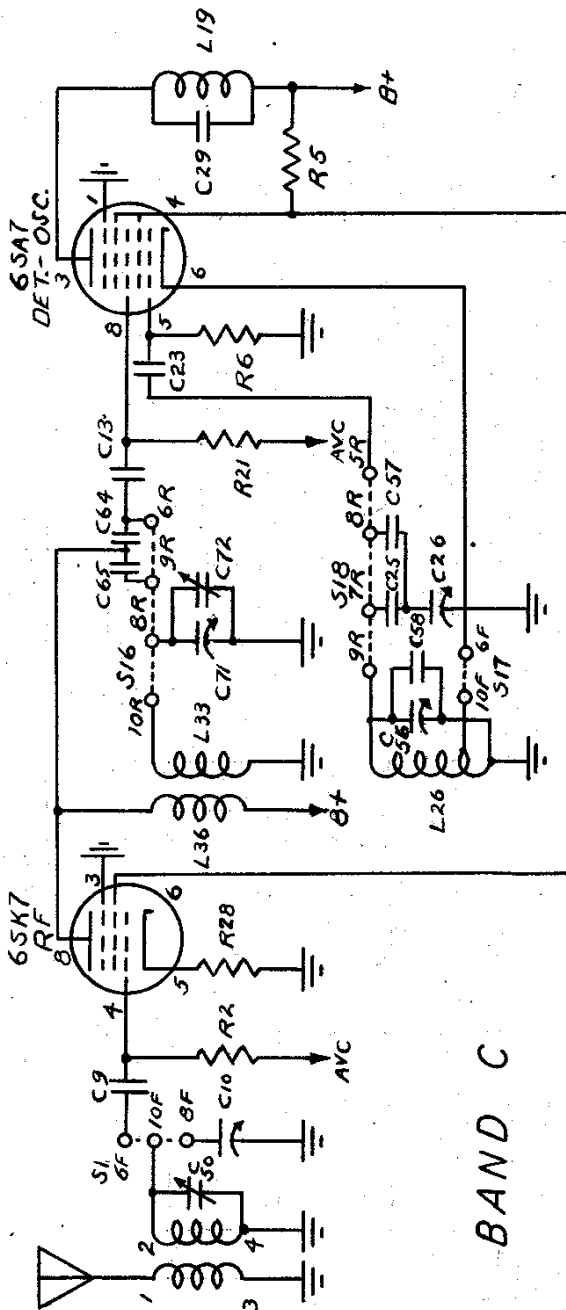 6SK7
RF
6SA7
DET.-OSC.
8
3
4
6
5
3
1
8
5
4
6
L19
C29
R5
B+
C13
C64
C65
C23
R6
R21
AVC
6R
9R
8R
S16
10R
C72
C71
L33
L36
B+
S1
6F
10F
8F
C9
C10
R2
AVC
R28
C
50
1
2
3
4
5R
8R
S18
7R
9R
C57
C25
C26
C58
C
56
L26
6F
10F
S17
BAND C